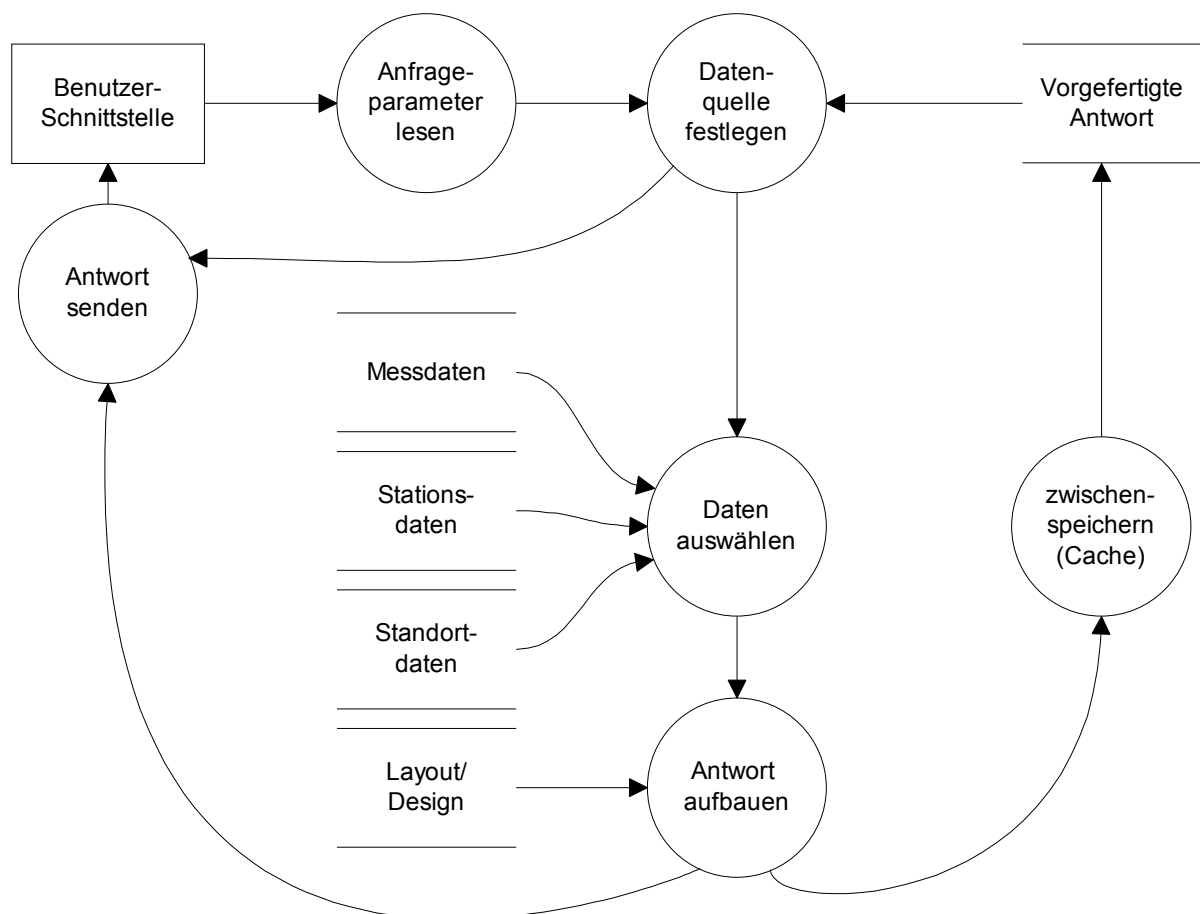 Benutzer-
Schnittstelle
Anfrage-
parameter
lesen
Daten-
quelle
festlegen
Vorgefertigte
Antwort
Antwort
senden
Messdaten
Stations-
daten
Daten
auswählen
zwischen-
speichern
(Cache)
Standort-
daten
Layout/
Design
Antwort
aufbauen